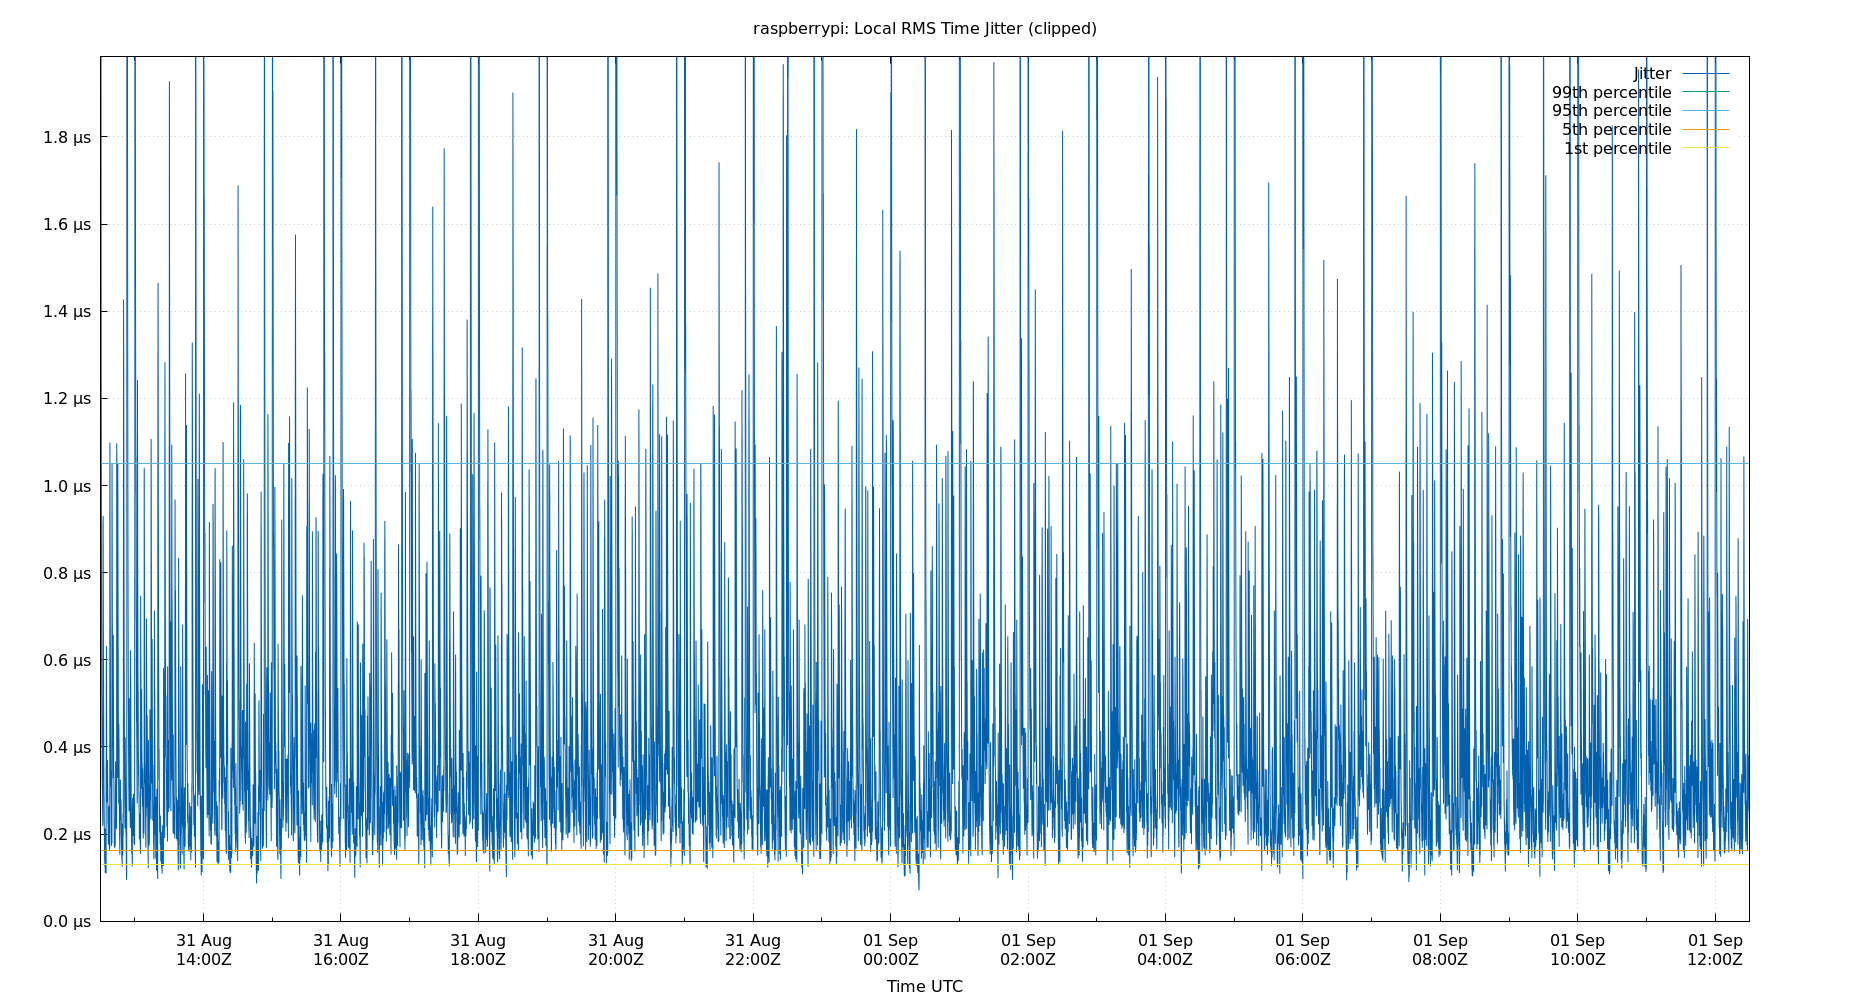 raspberrypi: Local RMS Time Jitter (clipped)
Jitter
99th percentile
95th percentile
5th percentile
1st percentile
1.8 µs
1.6 µs
1.4 µs
1.2 µs
1.0 µs
0.8 µs
0.6 µs
0.4 µs
0.2 µs
0.0 µs
31 Aug 31 Aug 31 Aug 31 Aug 31 Aug 01 Sep 01 Sep 01 Sep 01 Sep 01 Sep 01 Sep 01 Sep
14:00Z 16:00Z 18:00Z 20:00Z 22:00Z 00:00Z 02:00Z 04:00Z 06:00Z 08:00Z 10:00Z 12:00Z
Time UTC